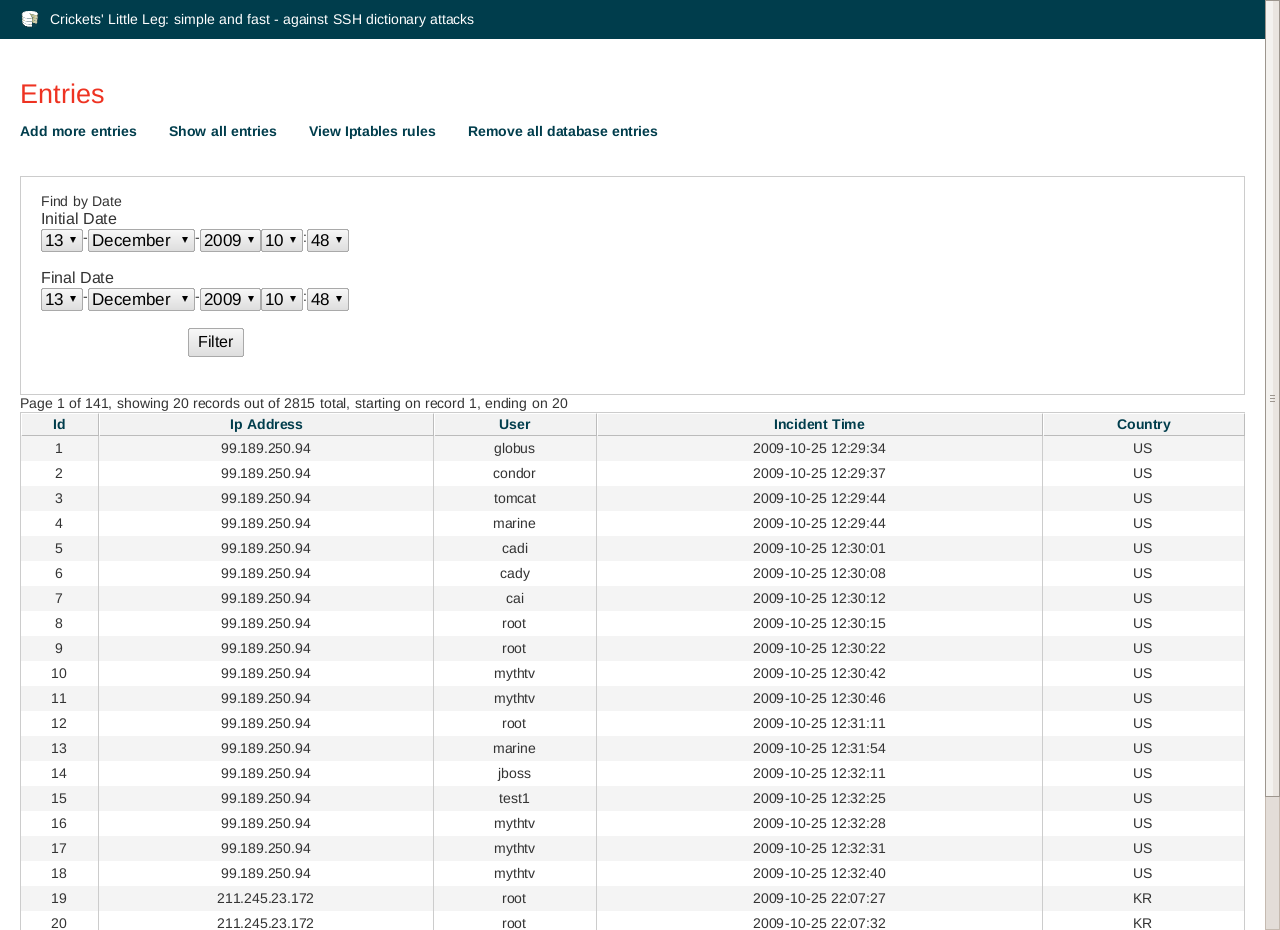 Crickets' Little Leg: simple and fast - against SSH dictionary attacks
Entries
Add more entries Show all entries View Iptables rules Remove all database entries
Find by Date
Initial Date
13 - December - 2009 10 : 48
Final Date
13 - December - 2009 10 : 48
Filter
Page 1 of 141, showing 20 records out of 2815 total, starting on record 1, ending on 20
Id Ip Address User Incident Time Country
1 99.189.250.94 globus 2009-10-25 12:29:34 US
2 99.189.250.94 condor 2009-10-25 12:29:37 US
3 99.189.250.94 tomcat 2009-10-25 12:29:44 US
4 99.189.250.94 marine 2009-10-25 12:29:44 US
5 99.189.250.94 cadi 2009-10-25 12:30:01 US
6 99.189.250.94 cady 2009-10-25 12:30:08 US
7 99.189.250.94 cai 2009-10-25 12:30:12 US
8 99.189.250.94 root 2009-10-25 12:30:15 US
9 99.189.250.94 root 2009-10-25 12:30:22 US
10 99.189.250.94 mythtv 2009-10-25 12:30:42 US
11 99.189.250.94 mythtv 2009-10-25 12:30:46 US
12 99.189.250.94 root 2009-10-25 12:31:11 US
13 99.189.250.94 marine 2009-10-25 12:31:54 US
14 99.189.250.94 jboss 2009-10-25 12:32:11 US
15 99.189.250.94 test1 2009-10-25 12:32:25 US
16 99.189.250.94 mythtv 2009-10-25 12:32:28 US
17 99.189.250.94 mythtv 2009-10-25 12:32:31 US
18 99.189.250.94 mythtv 2009-10-25 12:32:40 US
19 211.245.23.172 root 2009-10-25 22:07:27 KR
20 211.245.23.172 root 2009-10-25 22:07:32 KR